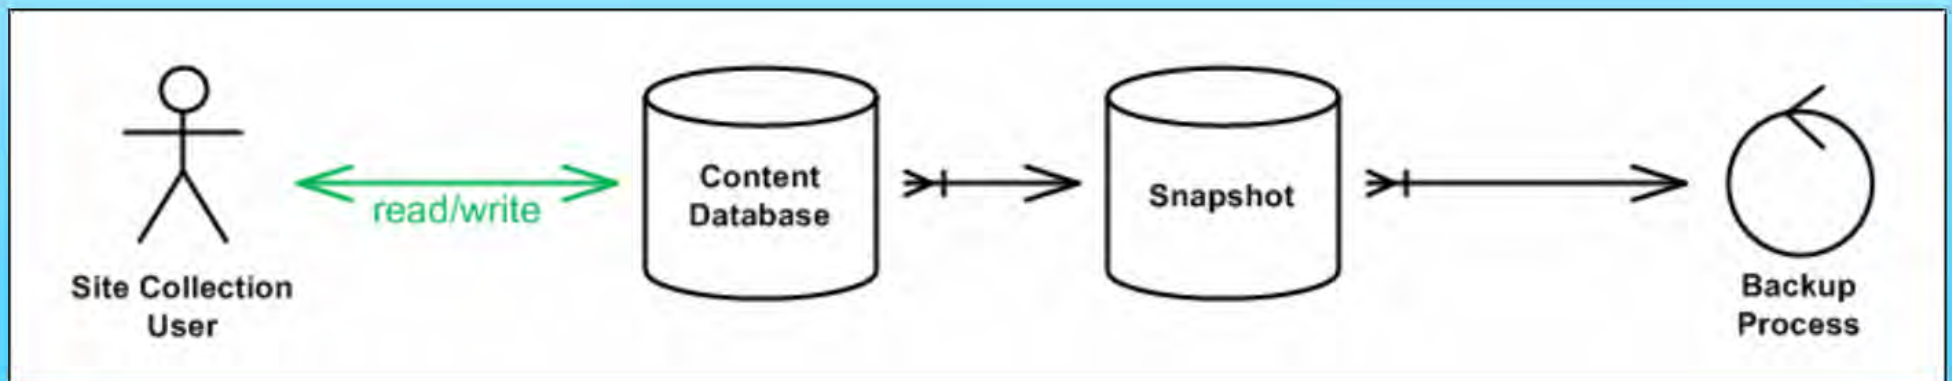 Site Collection
User
read/write
Content
Database
Snapshot
Backup
Process